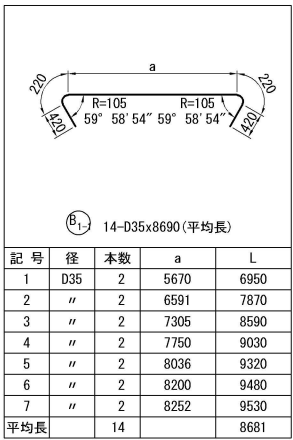 a
220
220
R=105
R=105
59° 58'54" 59° 58'54"
420
420
B1-1 14-D35x8690(平均長)
記 号 径 本数 a L
1 D35 2 5670 6950
2 〃 2 6591 7870
3 〃 2 7305 8590
4 〃 2 7750 9030
5 〃 2 8036 9320
6 〃 2 8200 9480
7 〃 2 8252 9530
平均長 14 8681